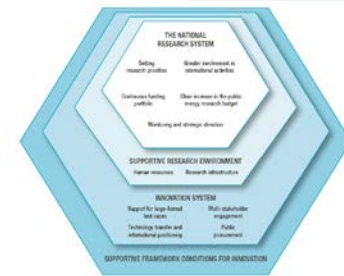 THE NATIONAL
RESEARCH SYSTEM
Setting
research priorities
Greater involvement in
international activities
Continuous funding
portfolio
Clear increase in the public
energy research budget
Monitoring and strategic direction
SUPPORTIVE RESEARCH ENVIRONMENT
Human resources Research infrastructure
INNOVATION SYSTEM
Support for large-format
test cases
Multi-stakeholder
engagement
Technology transfer and
international positioning
Public
procurement
SUPPORTIVE FRAMEWORK CONDITIONS FOR INNOVATION